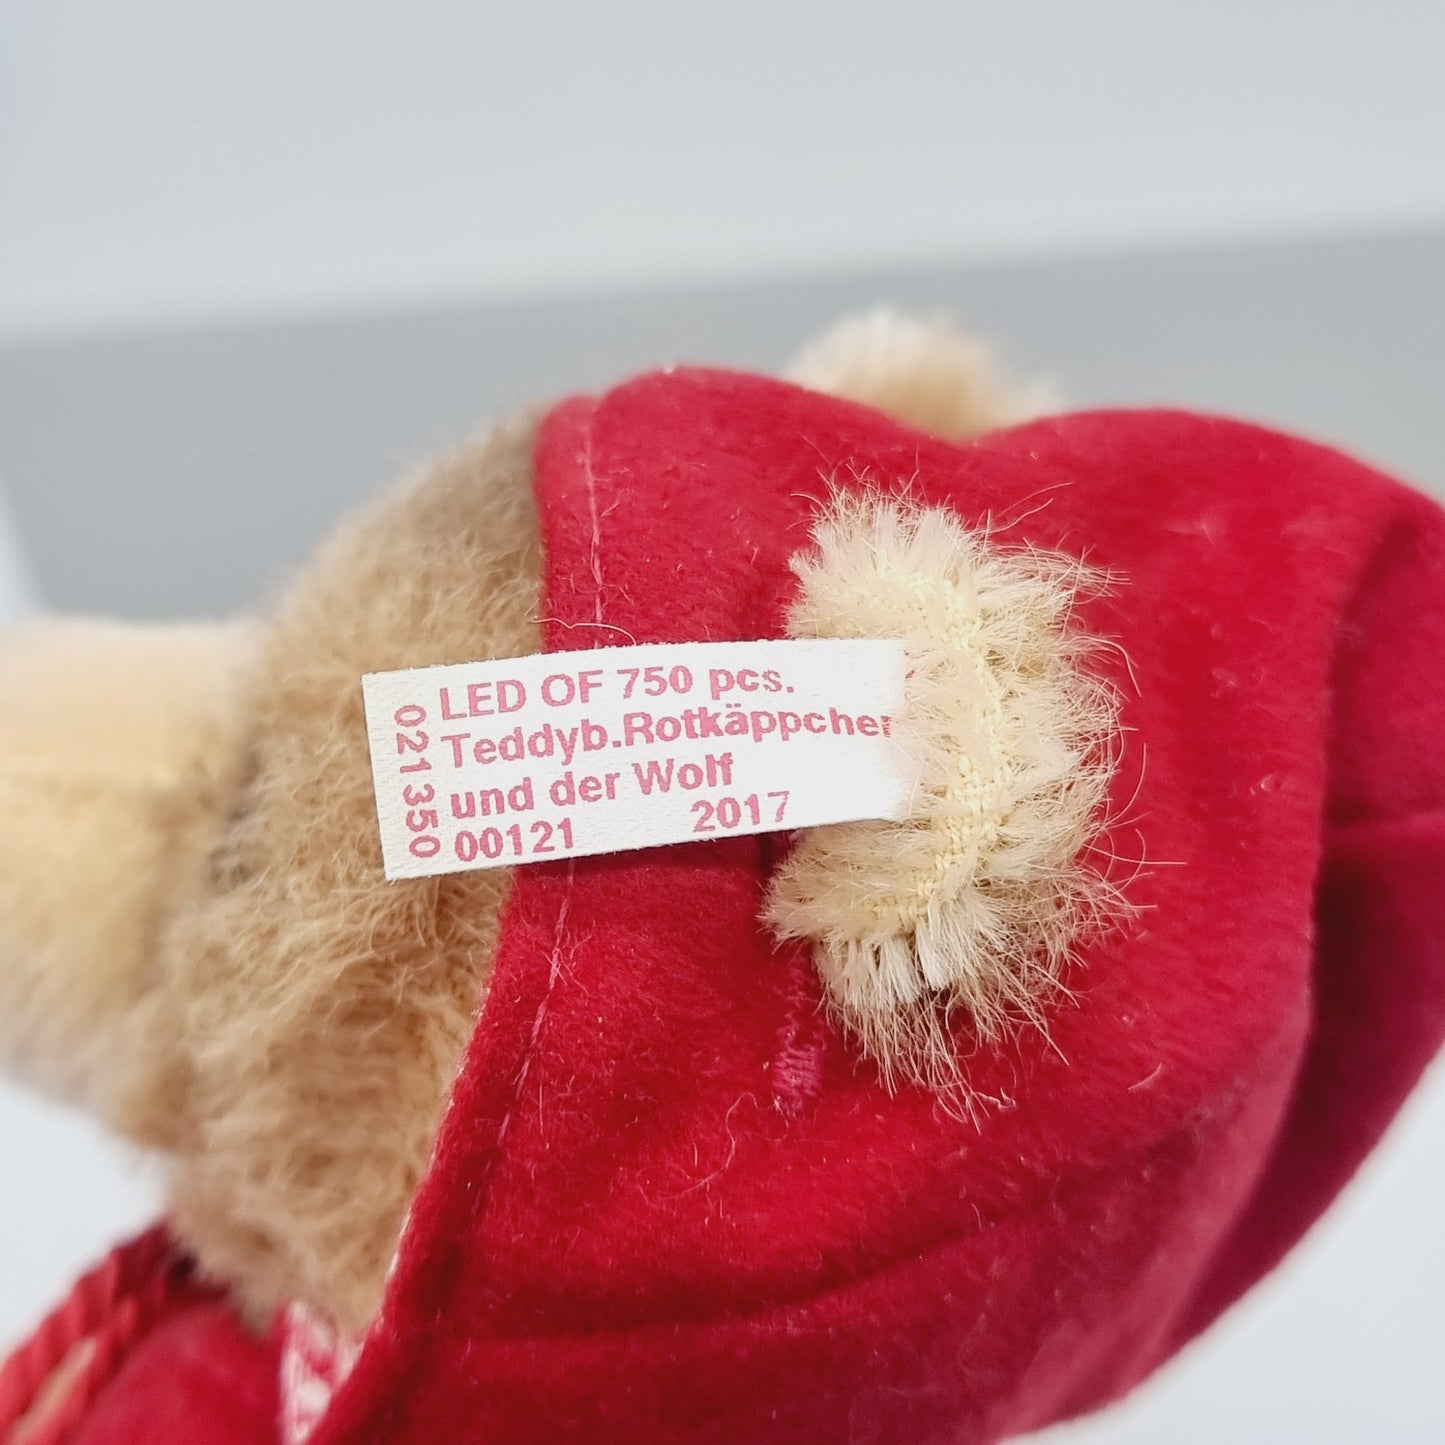 LED OF 750 pcs.
Teddyb.Rotkäppchen
und der Wolf
00121 2017
021350